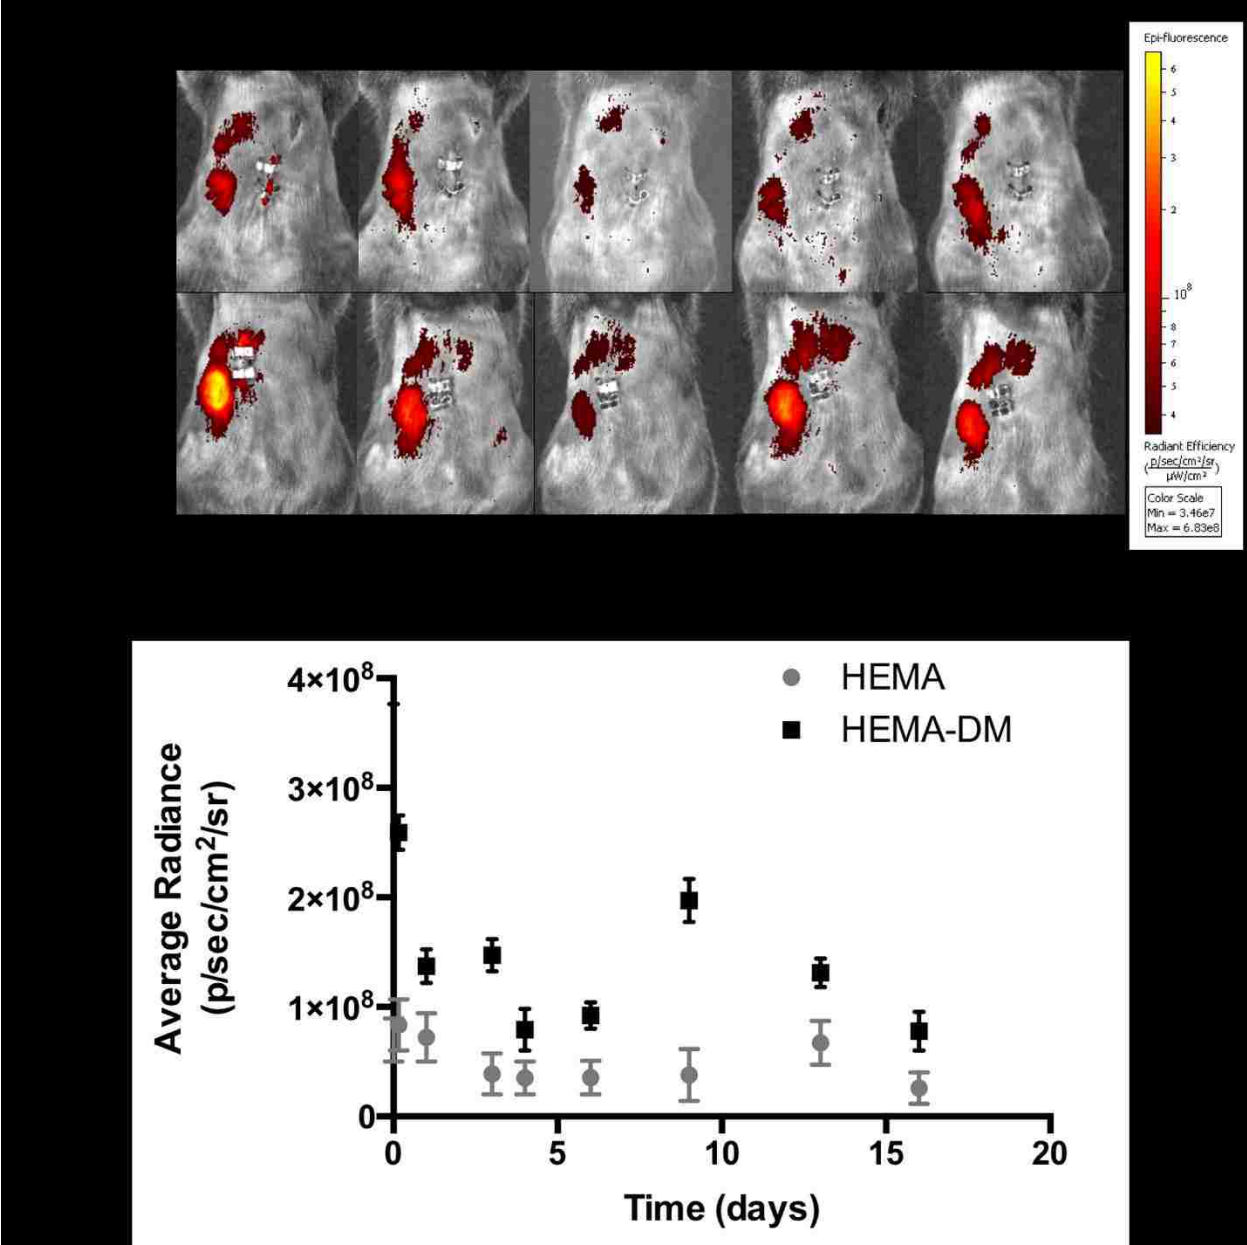 Epi-fluorescence
6
5
4
3
2
10⁸
8
7
6
5
4
Radiant Efficiency
(p/sec/cm²/sr / µW/cm²)
Color Scale
Min = 3.46e7
Max = 6.83e8
HEMA
HEMA-DM
4×10⁸
3×10⁸
2×10⁸
1×10⁸
0
Average Radiance
(p/sec/cm²/sr)
0 5 10 15 20
Time (days)